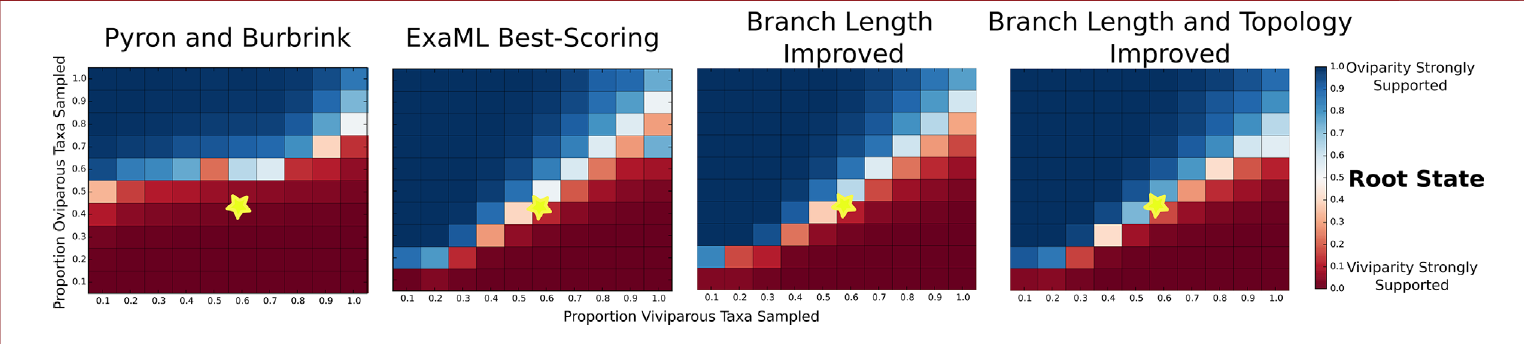 Pyron and Burbrink
ExaML Best-Scoring
Branch Length
Improved
Branch Length and Topology
Improved
Proportion Oviparous Taxa Sampled
1.0
0.9
0.8
0.7
0.6
0.5
0.4
0.3
0.2
0.1
0.1 0.2 0.3 0.4 0.5 0.6 0.7 0.8 0.9 1.0
0.1 0.2 0.3 0.4 0.5 0.6 0.7 0.8 0.9 1.0
0.1 0.2 0.3 0.4 0.5 0.6 0.7 0.8 0.9 1.0
0.1 0.2 0.3 0.4 0.5 0.6 0.7 0.8 0.9 1.0
Proportion Viviparous Taxa Sampled
1.0
0.9
0.8
0.7
0.6
0.5
0.4
0.3
0.2
0.1
0.0
Oviparity Strongly
Supported
Root State
Viviparity Strongly
Supported